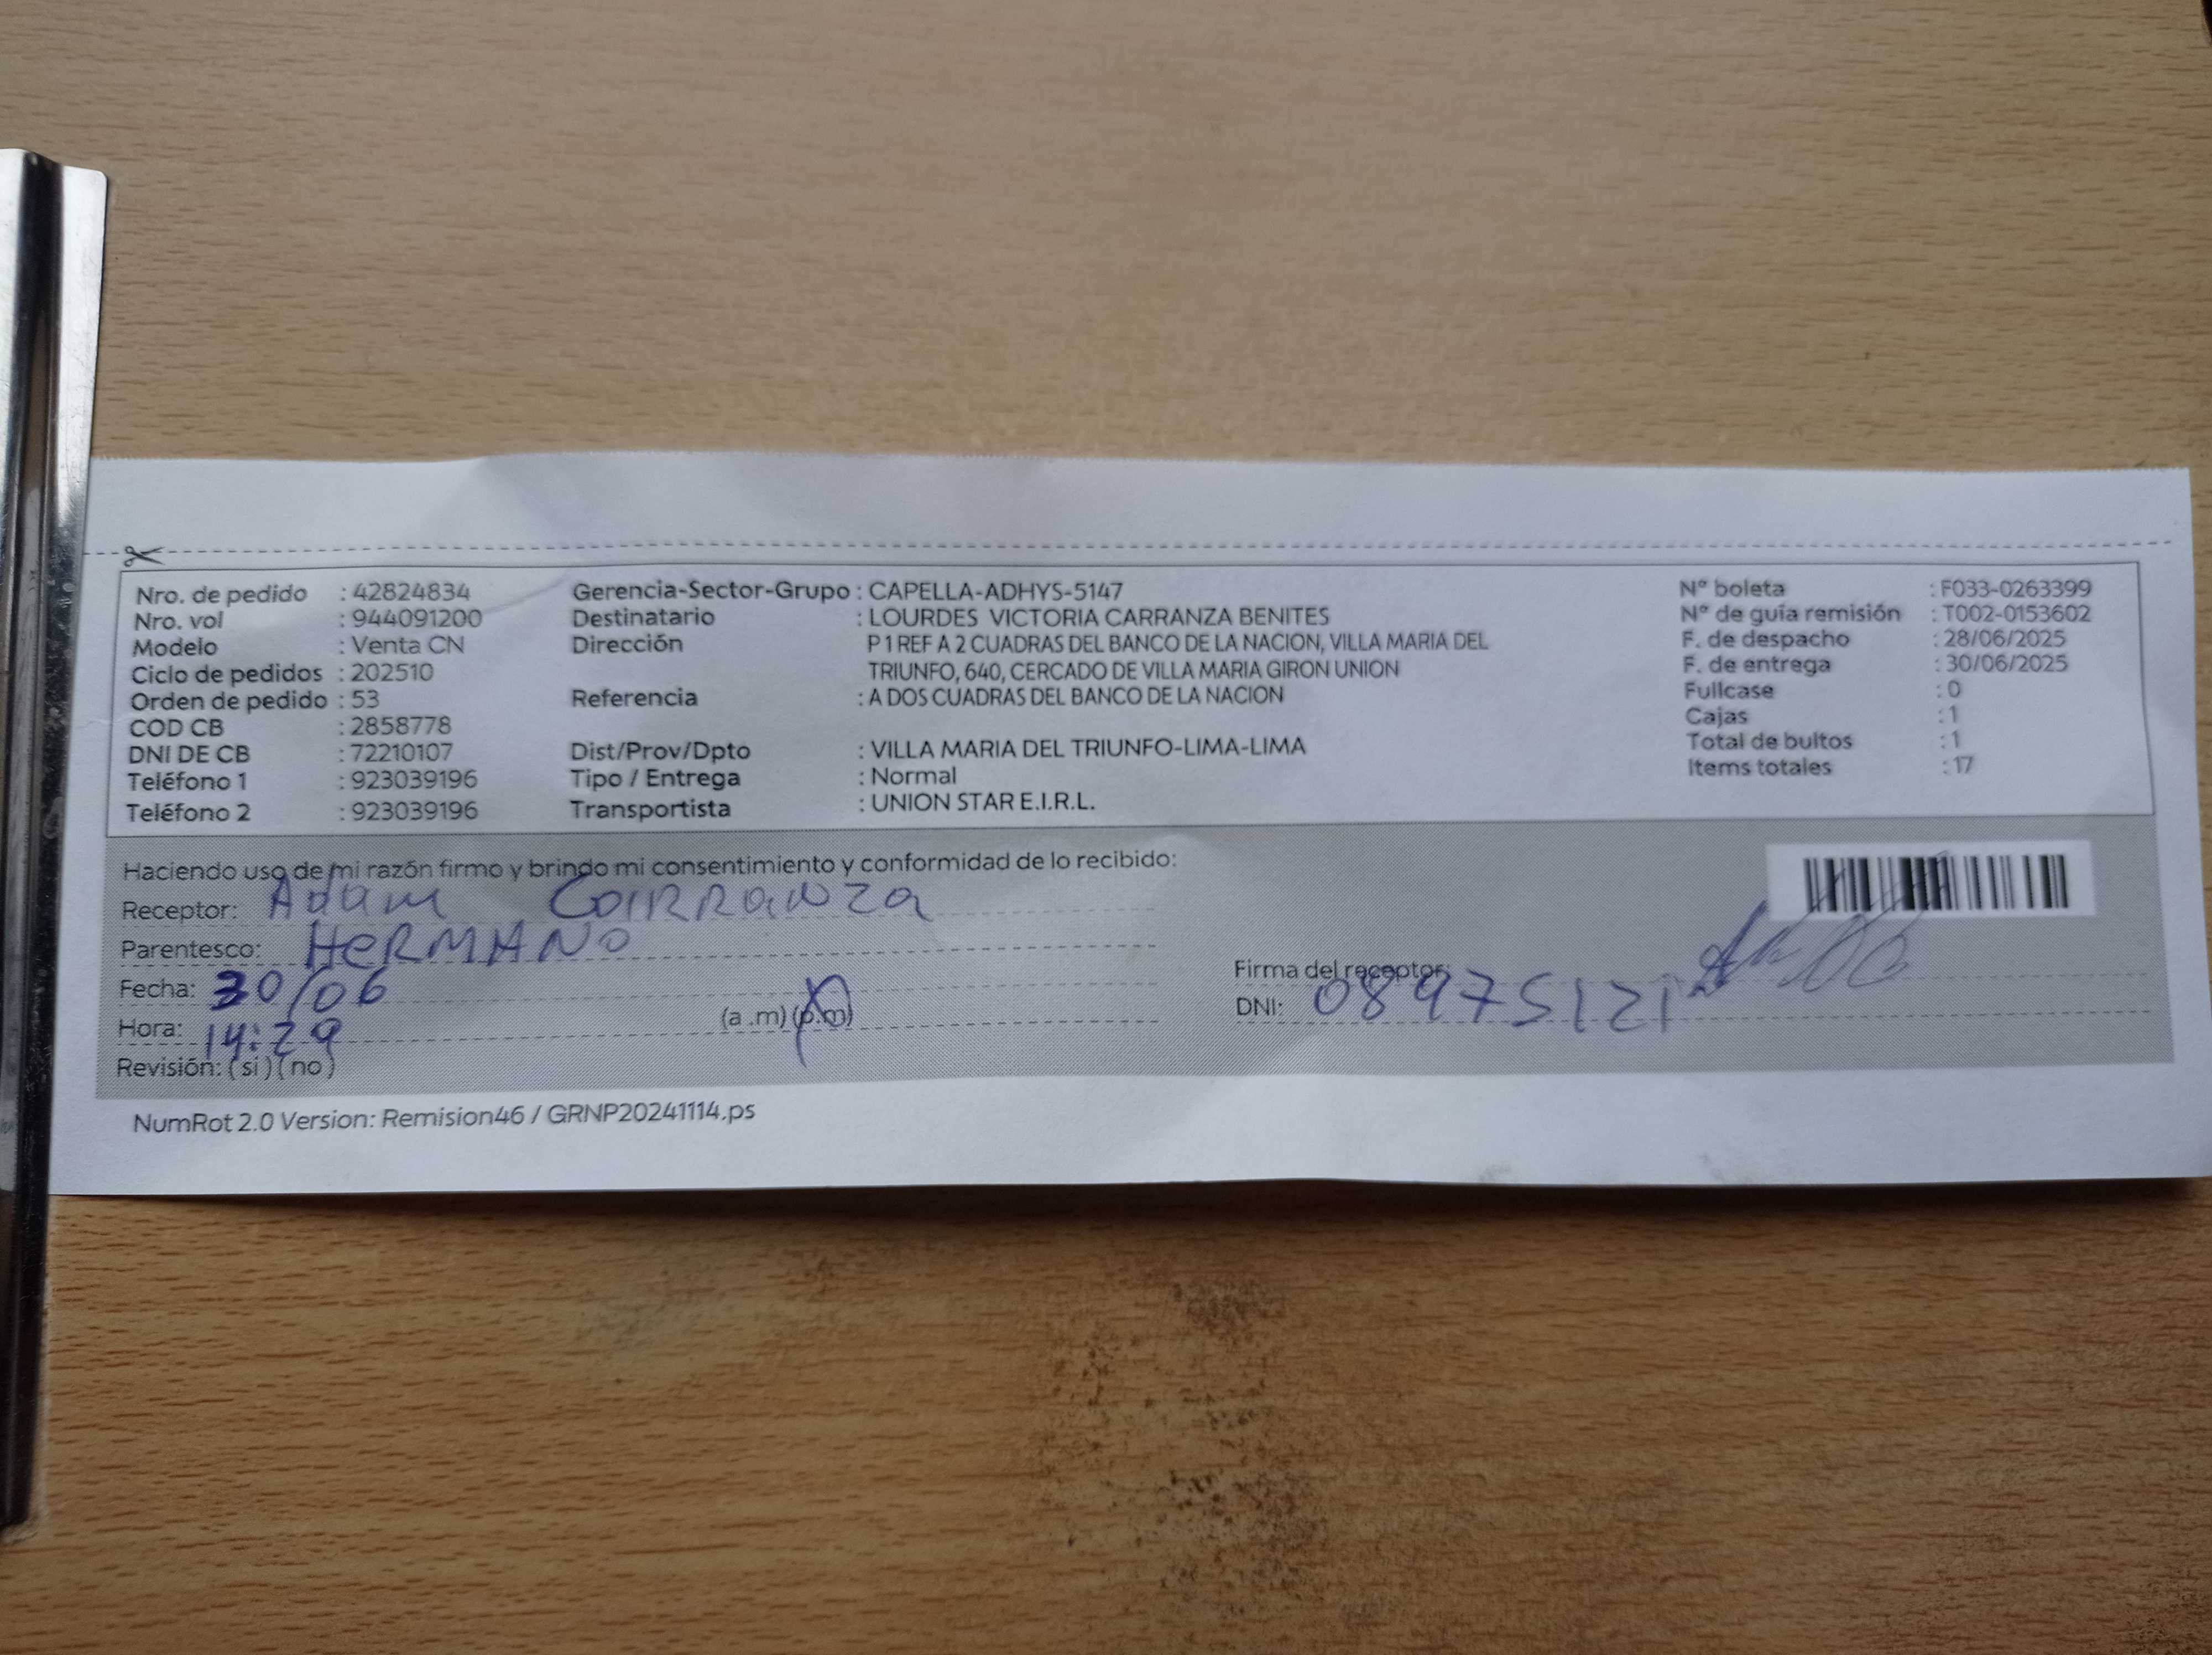 Nro. de pedido : 42824834 Gerencia-Sector-Grupo : CAPELLA-ADHYS-5147 N° boleta : F033-0263399
Nro. vol : 944091200 Destinatario : LOURDES VICTORIA CARRANZA BENITES N° de guía remisión : T002-0153602
Modelo : Venta CN Dirección P 1 REF A 2 CUADRAS DEL BANCO DE LA NACION, VILLA MARIA DEL F. de despacho : 28/06/2025
Ciclo de pedidos : 202510 TRIUNFO, 640, CERCADO DE VILLA MARIA GIRON UNION F. de entrega : 30/06/2025
Orden de pedido : 53 Referencia : A DOS CUADRAS DEL BANCO DE LA NACION Fullcase : 0
COD CB : 2858778 Cajas : 1
DNI DE CB : 72210107 Dist/Prov/Dpto : VILLA MARIA DEL TRIUNFO-LIMA-LIMA Total de bultos : 1
Teléfono 1 : 923039196 Tipo / Entrega : Normal Items totales : 17
Teléfono 2 : 923039196 Transportista : UNION STAR E.I.R.L.
Haciendo uso de mi razón firmo y brindo mi consentimiento y conformidad de lo recibido:
Receptor: Adam Carranza
Parentesco: HERMANO
Fecha: 30/06 Firma del receptor:
Hora: 14:29 (a .m) (p.m) DNI: 08975121
Revisión: ( si ) ( no )
NumRot 2.0 Version: Remision46 / GRNP20241114.ps